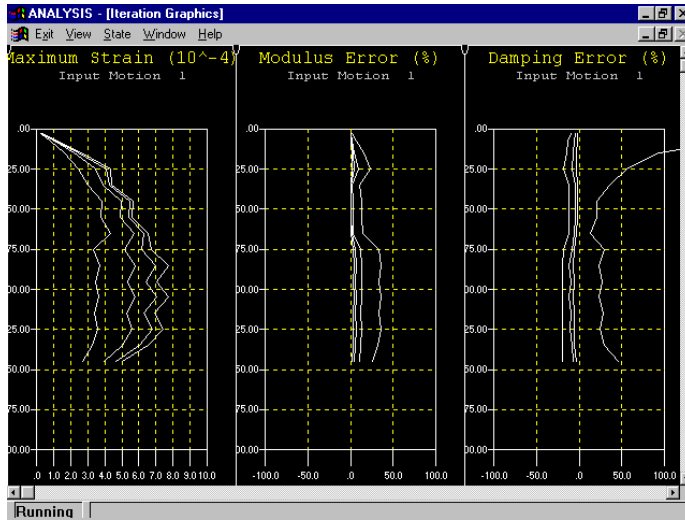 ANALYSIS - [Iteration Graphics]
Exit View State Window Help
Maximum Strain (10^-4)
Input Motion 1
.00
25.00
50.00
75.00
00.00
25.00
50.00
75.00
00.00
.0 1.0 2.0 3.0 4.0 5.0 6.0 7.0 8.0 9.0 10.0
Modulus Error (%)
Input Motion 1
.00
25.00
50.00
75.00
00.00
25.00
50.00
75.00
00.00
-100.0 -50.0 .0 50.0 100.0
Damping Error (%)
Input Motion 1
.00
25.00
50.00
75.00
00.00
25.00
50.00
75.00
00.00
-100.0 -50.0 .0 50.0 100.0
Running